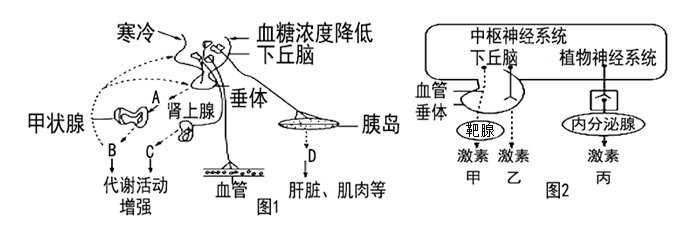 寒冷
血糖浓度降低
下丘脑
A
垂体
甲状腺
肾上腺
胰岛
B
C
D
代谢活动
增强
血管
肝脏、肌肉等
图1
中枢神经系统
下丘脑
植物神经系统
血管
垂体
靶腺
内分泌腺
激素
甲
激素
乙
激素
丙
图2